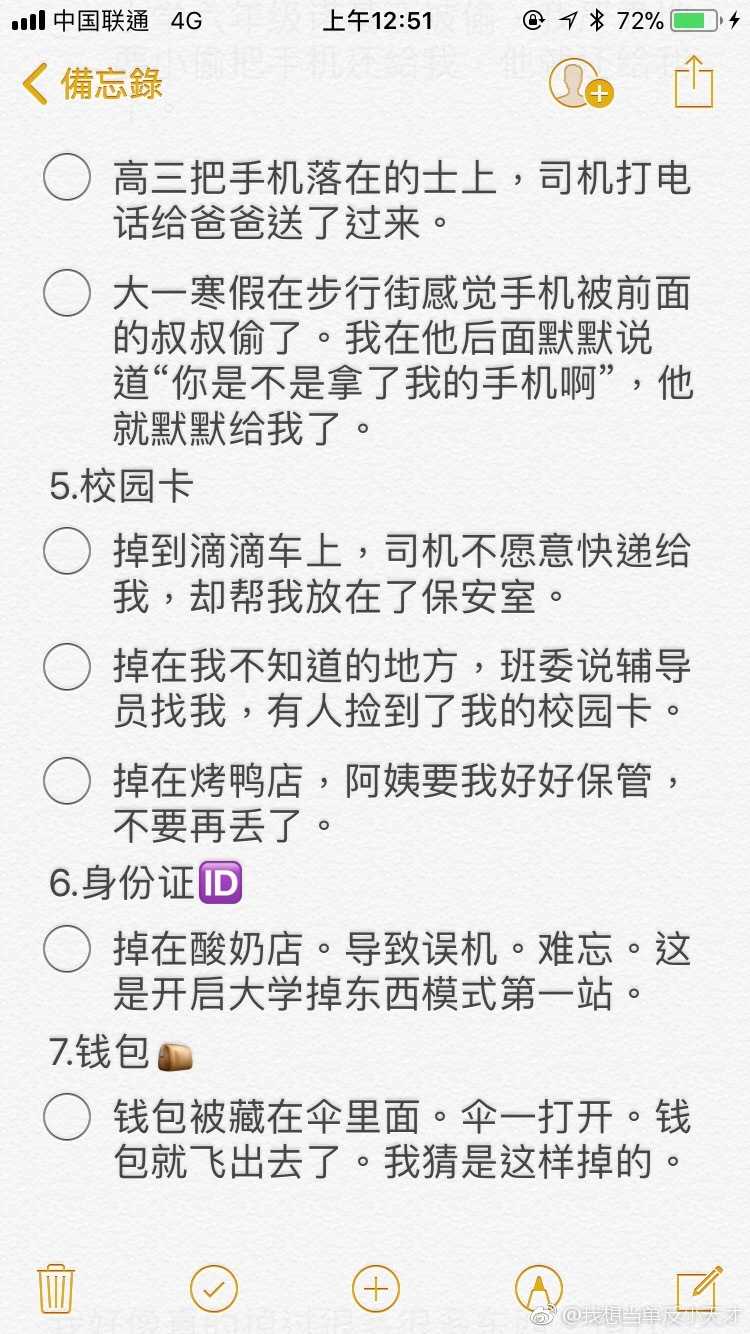 中国联通 4G 上午12:51 72%
備忘錄
高三把手机落在的士上，司机打电
话给爸爸送了过来。
大一寒假在步行街感觉手机被前面
的叔叔偷了。我在他后面默默说
道“你是不是拿了我的手机啊”，他
就默默给我了。
5.校园卡
掉到滴滴车上，司机不愿意快递给
我，却帮我放在了保安室。
掉在我不知道的地方，班委说辅导
员找我，有人捡到了我的校园卡。
掉在烤鸭店，阿姨要我好好保管，
不要再丢了。
6.身份证🆔
掉在酸奶店。导致误机。难忘。这
是开启大学掉东西模式第一站。
7.钱包
钱包被藏在伞里面。伞一打开。钱
包就飞出去了。我猜是这样掉的。
@我想当单皮小天才